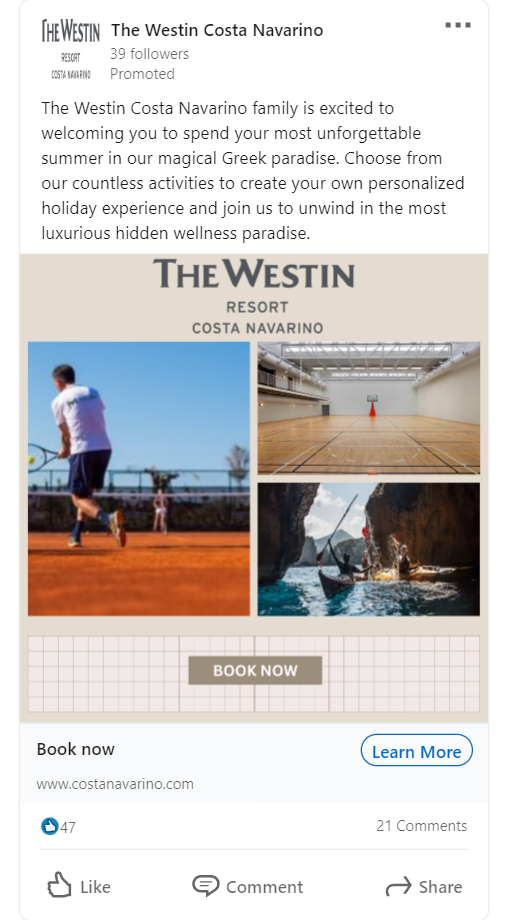 THE WESTIN
RESORT
COSTA NAVARINO
The Westin Costa Navarino
39 followers
Promoted
The Westin Costa Navarino family is excited to
welcoming you to spend your most unforgettable
summer in our magical Greek paradise. Choose from
our countless activities to create your own personalized
holiday experience and join us to unwind in the most
luxurious hidden wellness paradise.
THE WESTIN
RESORT
COSTA NAVARINO
BOOK NOW
Book now
Learn More
www.costanavarino.com
47
21 Comments
Like
Comment
Share